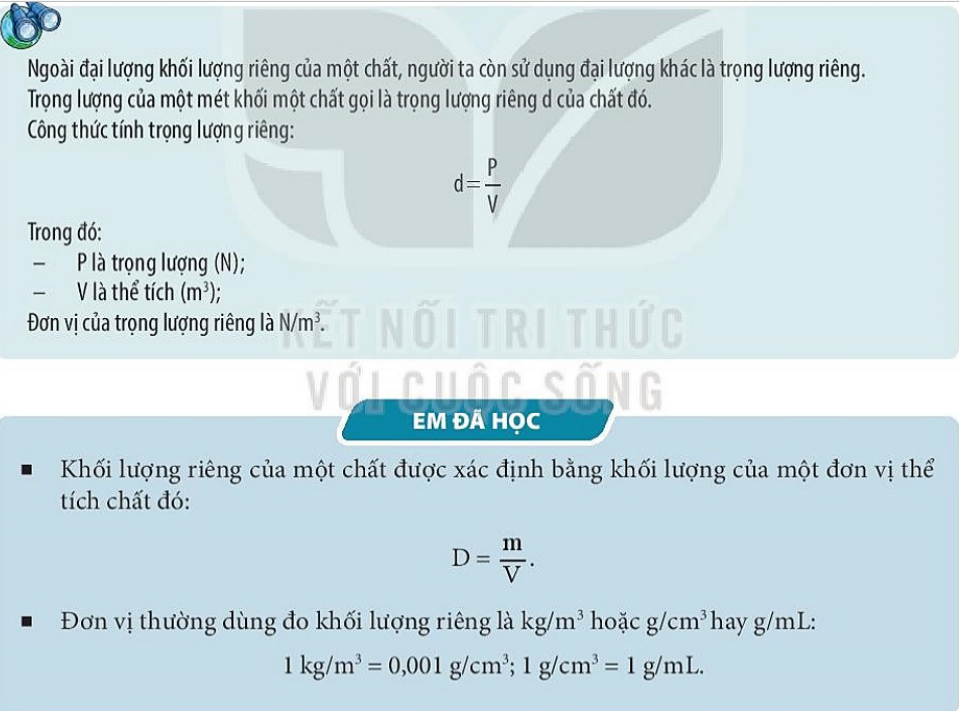 Ngoài đại lượng khối lượng riêng của một chất, người ta còn sử dụng đại lượng khác là trọng lượng riêng.
Trọng lượng của một mét khối một chất gọi là trọng lượng riêng d của chất đó.
Công thức tính trọng lượng riêng:
d = P/V
Trong đó:
– P là trọng lượng (N);
– V là thể tích (m³);
Đơn vị của trọng lượng riêng là N/m³.
KẾT NỐI TRI THỨC
VỚI CUỘC SỐNG
EM ĐÃ HỌC
▪ Khối lượng riêng của một chất được xác định bằng khối lượng của một đơn vị thể
tích chất đó:
D = m/V.
▪ Đơn vị thường dùng đo khối lượng riêng là kg/m³ hoặc g/cm³ hay g/mL:
1 kg/m³ = 0,001 g/cm³; 1 g/cm³ = 1 g/mL.